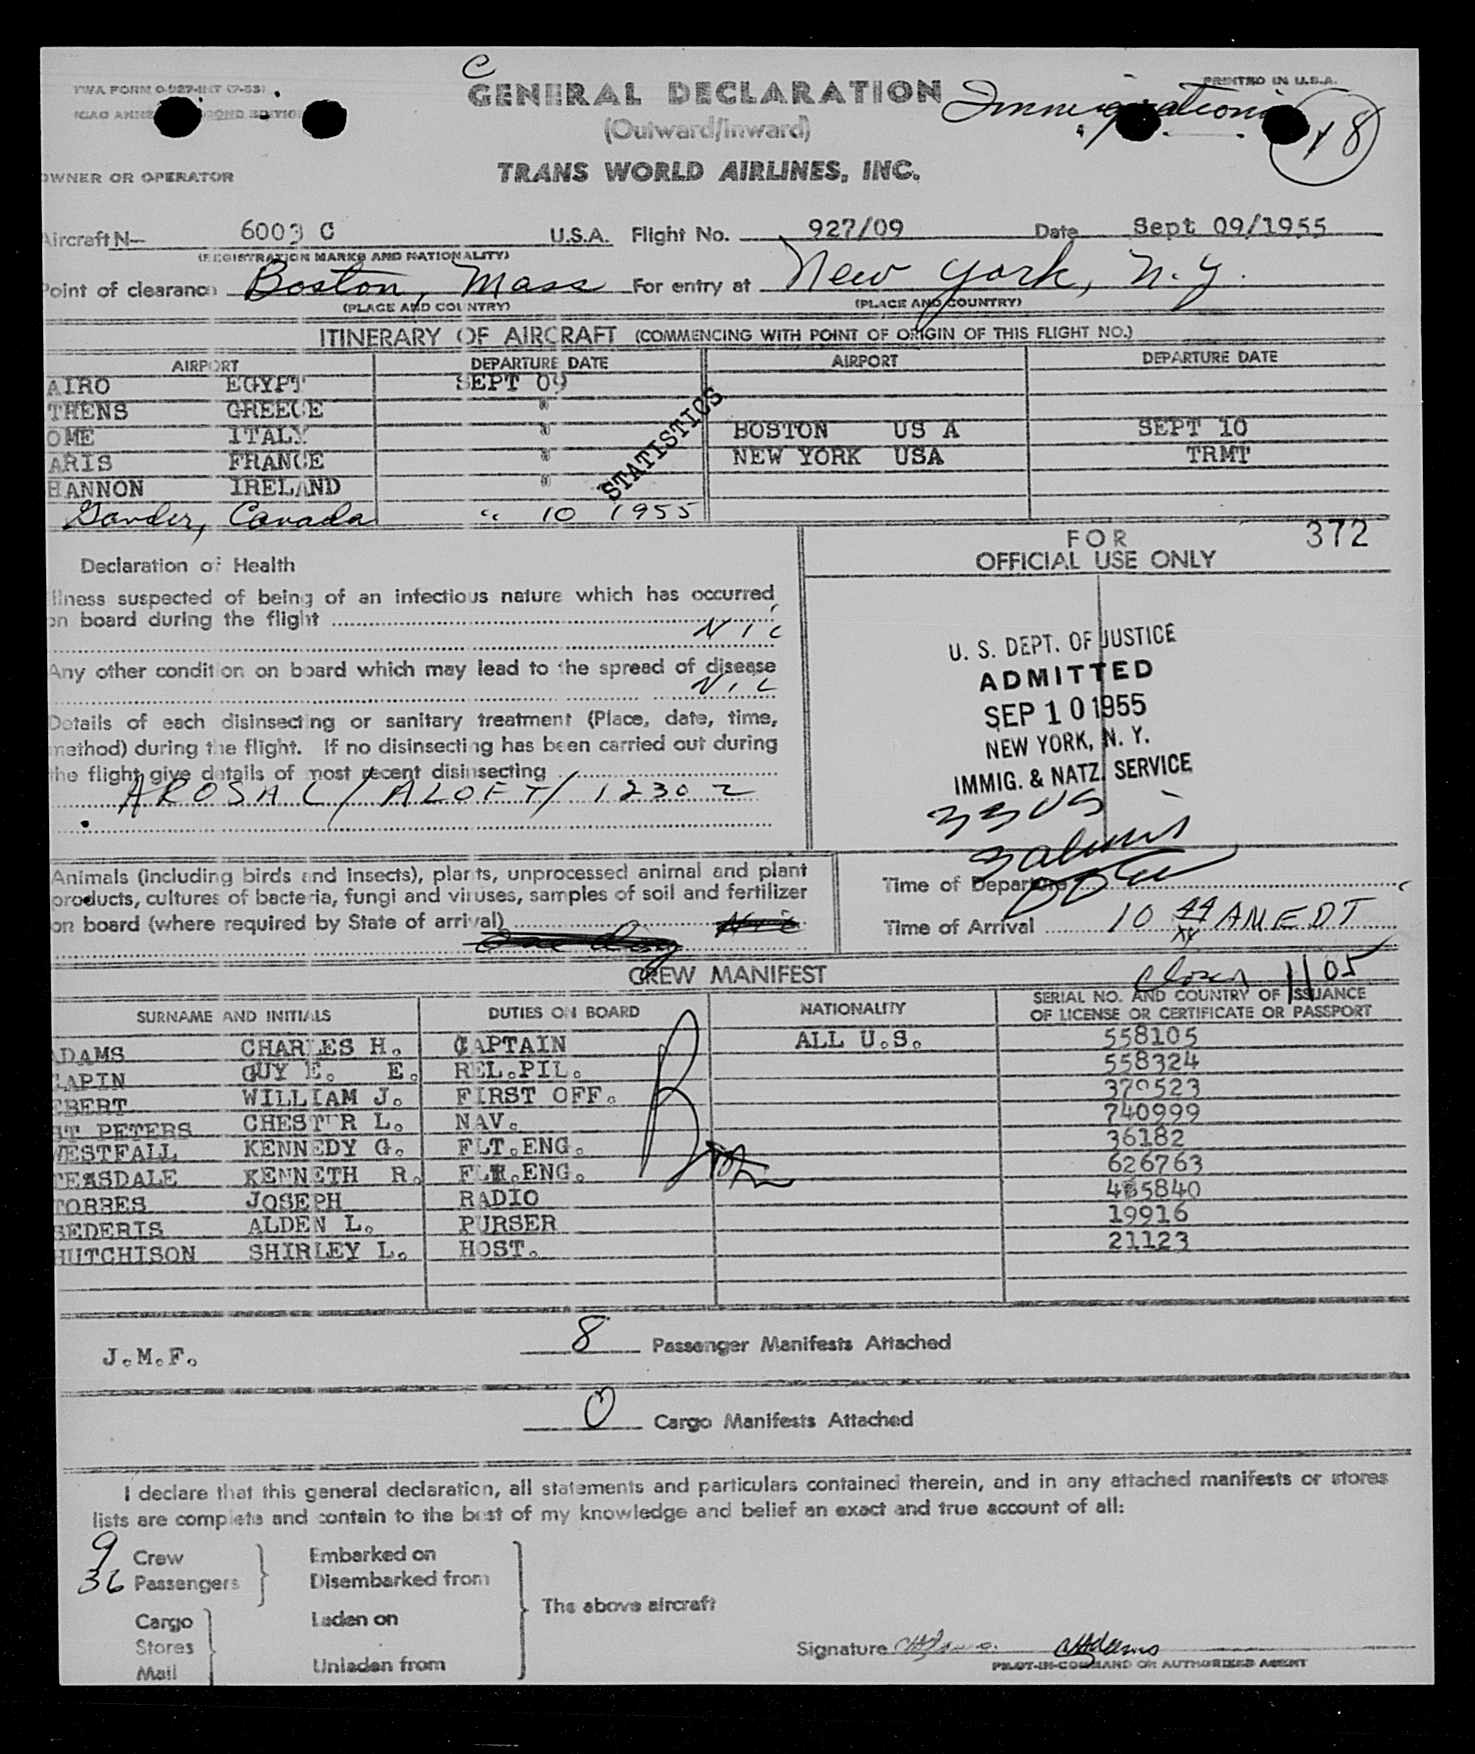 C
TWA FORM O-927-INT (7-53)
PRINTED IN U.S.A.
GENERAL DECLARATION
Immigration
(Outward/Inward)
18
OWNER OR OPERATOR
TRANS WORLD AIRLINES, INC.
Aircraft N— 6003 C U.S.A. Flight No. 927/09 Date Sept 09/1955
(REGISTRATION MARKS AND NATIONALITY)
Point of clearance Boston, Mass For entry at New York, N.Y.
(PLACE AND COUNTRY) (PLACE AND COUNTRY)
ITINERARY OF AIRCRAFT (COMMENCING WITH POINT OF ORIGIN OF THIS FLIGHT NO.)
AIRPORT DEPARTURE DATE AIRPORT DEPARTURE DATE
AIRO EGYPT SEPT 09
THENS GREECE "
OME ITALY " BOSTON US A SEPT 10
ARIS FRANCE " NEW YORK USA TRMT
HANNON IRELAND "
STATISTICS
Gander, Canada " 10 1955
FOR
OFFICIAL USE ONLY
372
Declaration of Health
llness suspected of being of an infectious nature which has occurred
on board during the flight
NIL
Any other condition on board which may lead to the spread of disease
NIL
Details of each disinsecting or sanitary treatment (Place, date, time,
method) during the flight. If no disinsecting has been carried out during
the flight give details of most recent disinsecting
AROSAL/ALOFT/1230Z
U. S. DEPT. OF JUSTICE
ADMITTED
SEP 10 1955
NEW YORK, N. Y.
IMMIG. & NATZ. SERVICE
33 US
Animals (including birds and insects), plants, unprocessed animal and plant
products, cultures of bacteria, fungi and viruses, samples of soil and fertilizer
on board (where required by State of arrival)
Time of Departure
Time of Arrival 10 44 AM EDT
11 05
CREW MANIFEST
SURNAME AND INITIALS DUTIES ON BOARD NATIONALITY SERIAL NO. AND COUNTRY OF ISSUANCE
OF LICENSE OR CERTIFICATE OR PASSPORT
ADAMS CHARLES H. CAPTAIN ALL U.S. 558105
LAPIN GUY E. E. REL.PIL. 558324
EBERT WILLIAM J. FIRST OFF. 379523
ST PETERS CHESTER L. NAV. 740999
WESTFALL KENNEDY G. FLT.ENG. 36182
TEASDALE KENNETH R. FLT.ENG. 626763
TORRES JOSEPH RADIO 465840
BEDERIS ALDEN L. PURSER 19916
HUTCHISON SHIRLEY L. HOST. 21123
J.M.F.
8 Passenger Manifests Attached
0 Cargo Manifests Attached
I declare that this general declaration, all statements and particulars contained therein, and in any attached manifests or stores
lists are complete and contain to the best of my knowledge and belief an exact and true account of all:
9 Crew Embarked on
36 Passengers Disembarked from
The above aircraft
Cargo Laden on
Stores
Mail Unladen from
Signature CHAdams CHAdams
PILOT-IN-COMMAND OR AUTHORIZED AGENT